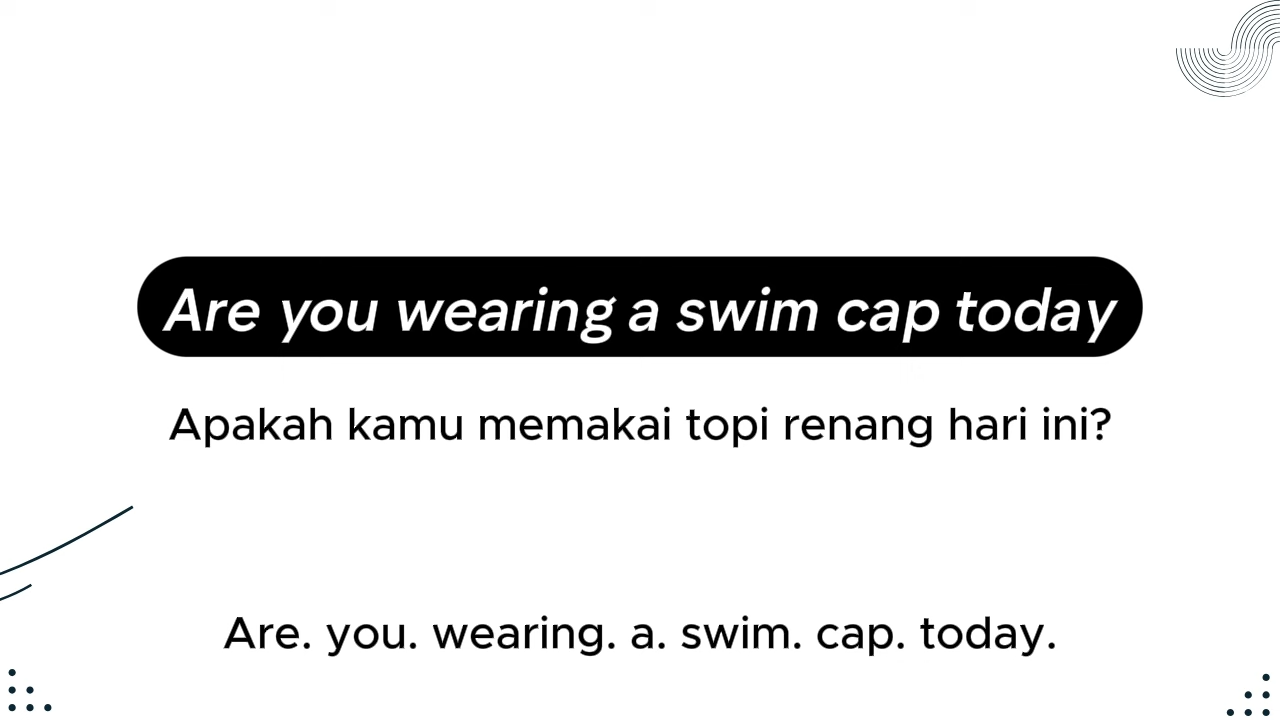 Are you wearing a swim cap today
Apakah kamu memakai topi renang hari ini?
Are. you. wearing. a. swim. cap. today.